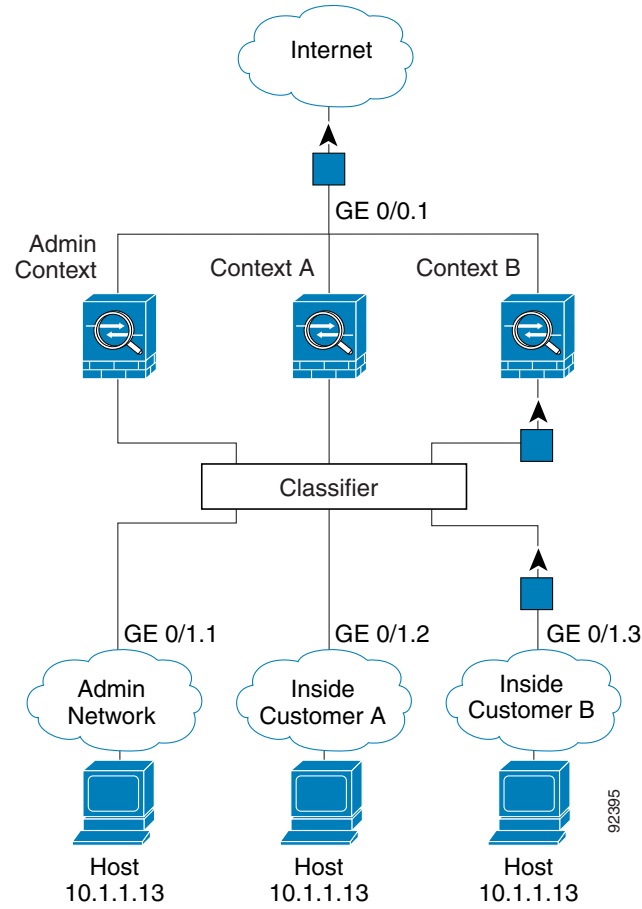 Internet
GE 0/0.1
Admin
Context
Context A
Context B
Classifier
GE 0/1.1
GE 0/1.2
GE 0/1.3
Admin
Network
Inside
Customer A
Inside
Customer B
Host
10.1.1.13
Host
10.1.1.13
Host
10.1.1.13
92395